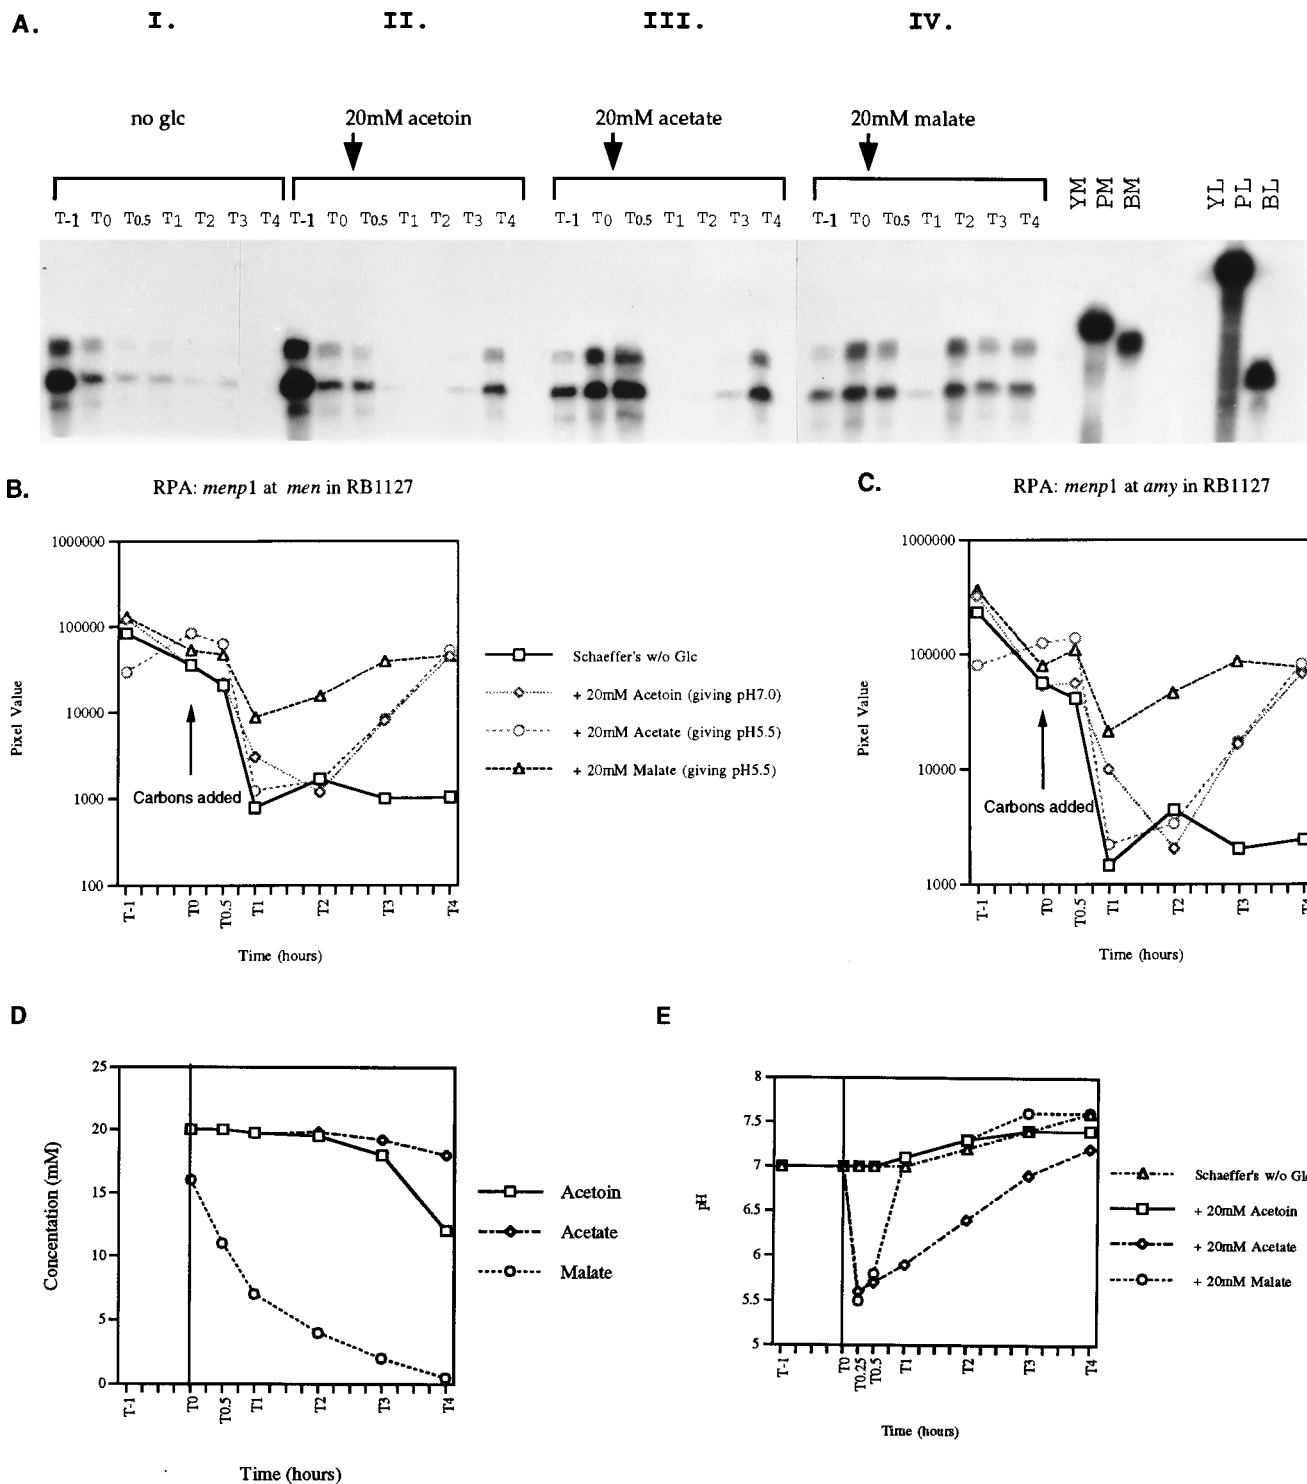 A.
I. II. III. IV.
no glc
20mM acetoin
20mM acetate
20mM malate
T-1 T0 T0.5 T1 T2 T3 T4
T-1 T0 T0.5 T1 T2 T3 T4
T-1 T0 T0.5 T1 T2 T3 T4
T-1 T0 T0.5 T1 T2 T3 T4
YM PM BM
YL PL BL
B.
RPA: menp1 at men in RB1127
1000000
100000
10000
1000
100
Pixel Value
Carbons added
T-1 T0 T0.5 T1 T2 T3 T4
Time (hours)
Schaeffer's w/o Glc
+ 20mM Acetoin (giving pH7.0)
+ 20mM Acetate (giving pH5.5)
+ 20mM Malate (giving pH5.5)
C.
RPA: menp1 at amy in RB1127
1000000
100000
10000
1000
Pixel Value
Carbons added
T-1 T0 T0.5 T1 T2 T3 T4
Time (hours)
D
25
20
15
10
5
0
Concentration (mM)
T-1 T0 T0.5 T1 T2 T3 T4
Time (hours)
Acetoin
Acetate
Malate
E
8
7.5
7
6.5
6
5.5
5
pH
T-1 T0 T0.25 T0.5 T1 T2 T3 T4
Time (hours)
Schaeffer's w/o Gl
+ 20mM Acetoin
+ 20mM Acetate
+ 20mM Malate